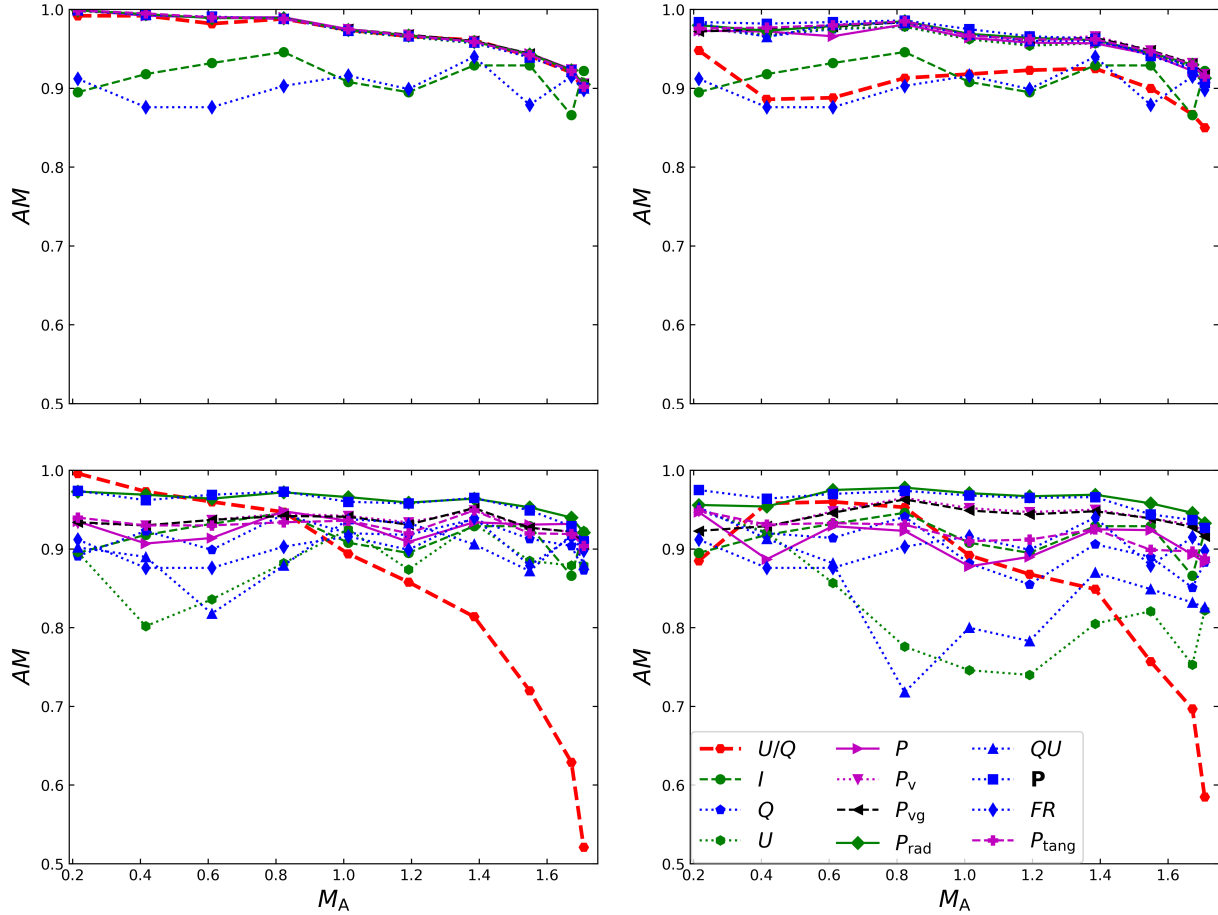 1.0 1.0
0.9 0.9
0.8 0.8
AM AM
0.7 0.7
0.6 0.6
0.5 0.5
1.0 1.0
0.9 0.9
0.8 0.8
AM AM
0.7 0.7
U/Q P QU
I P_v P
Q P_vg FR
U P_rad P_tang
0.6 0.6
0.5 0.5
0.2 0.4 0.6 0.8 1.0 1.2 1.4 1.6 0.2 0.4 0.6 0.8 1.0 1.2 1.4 1.6
M_A M_A